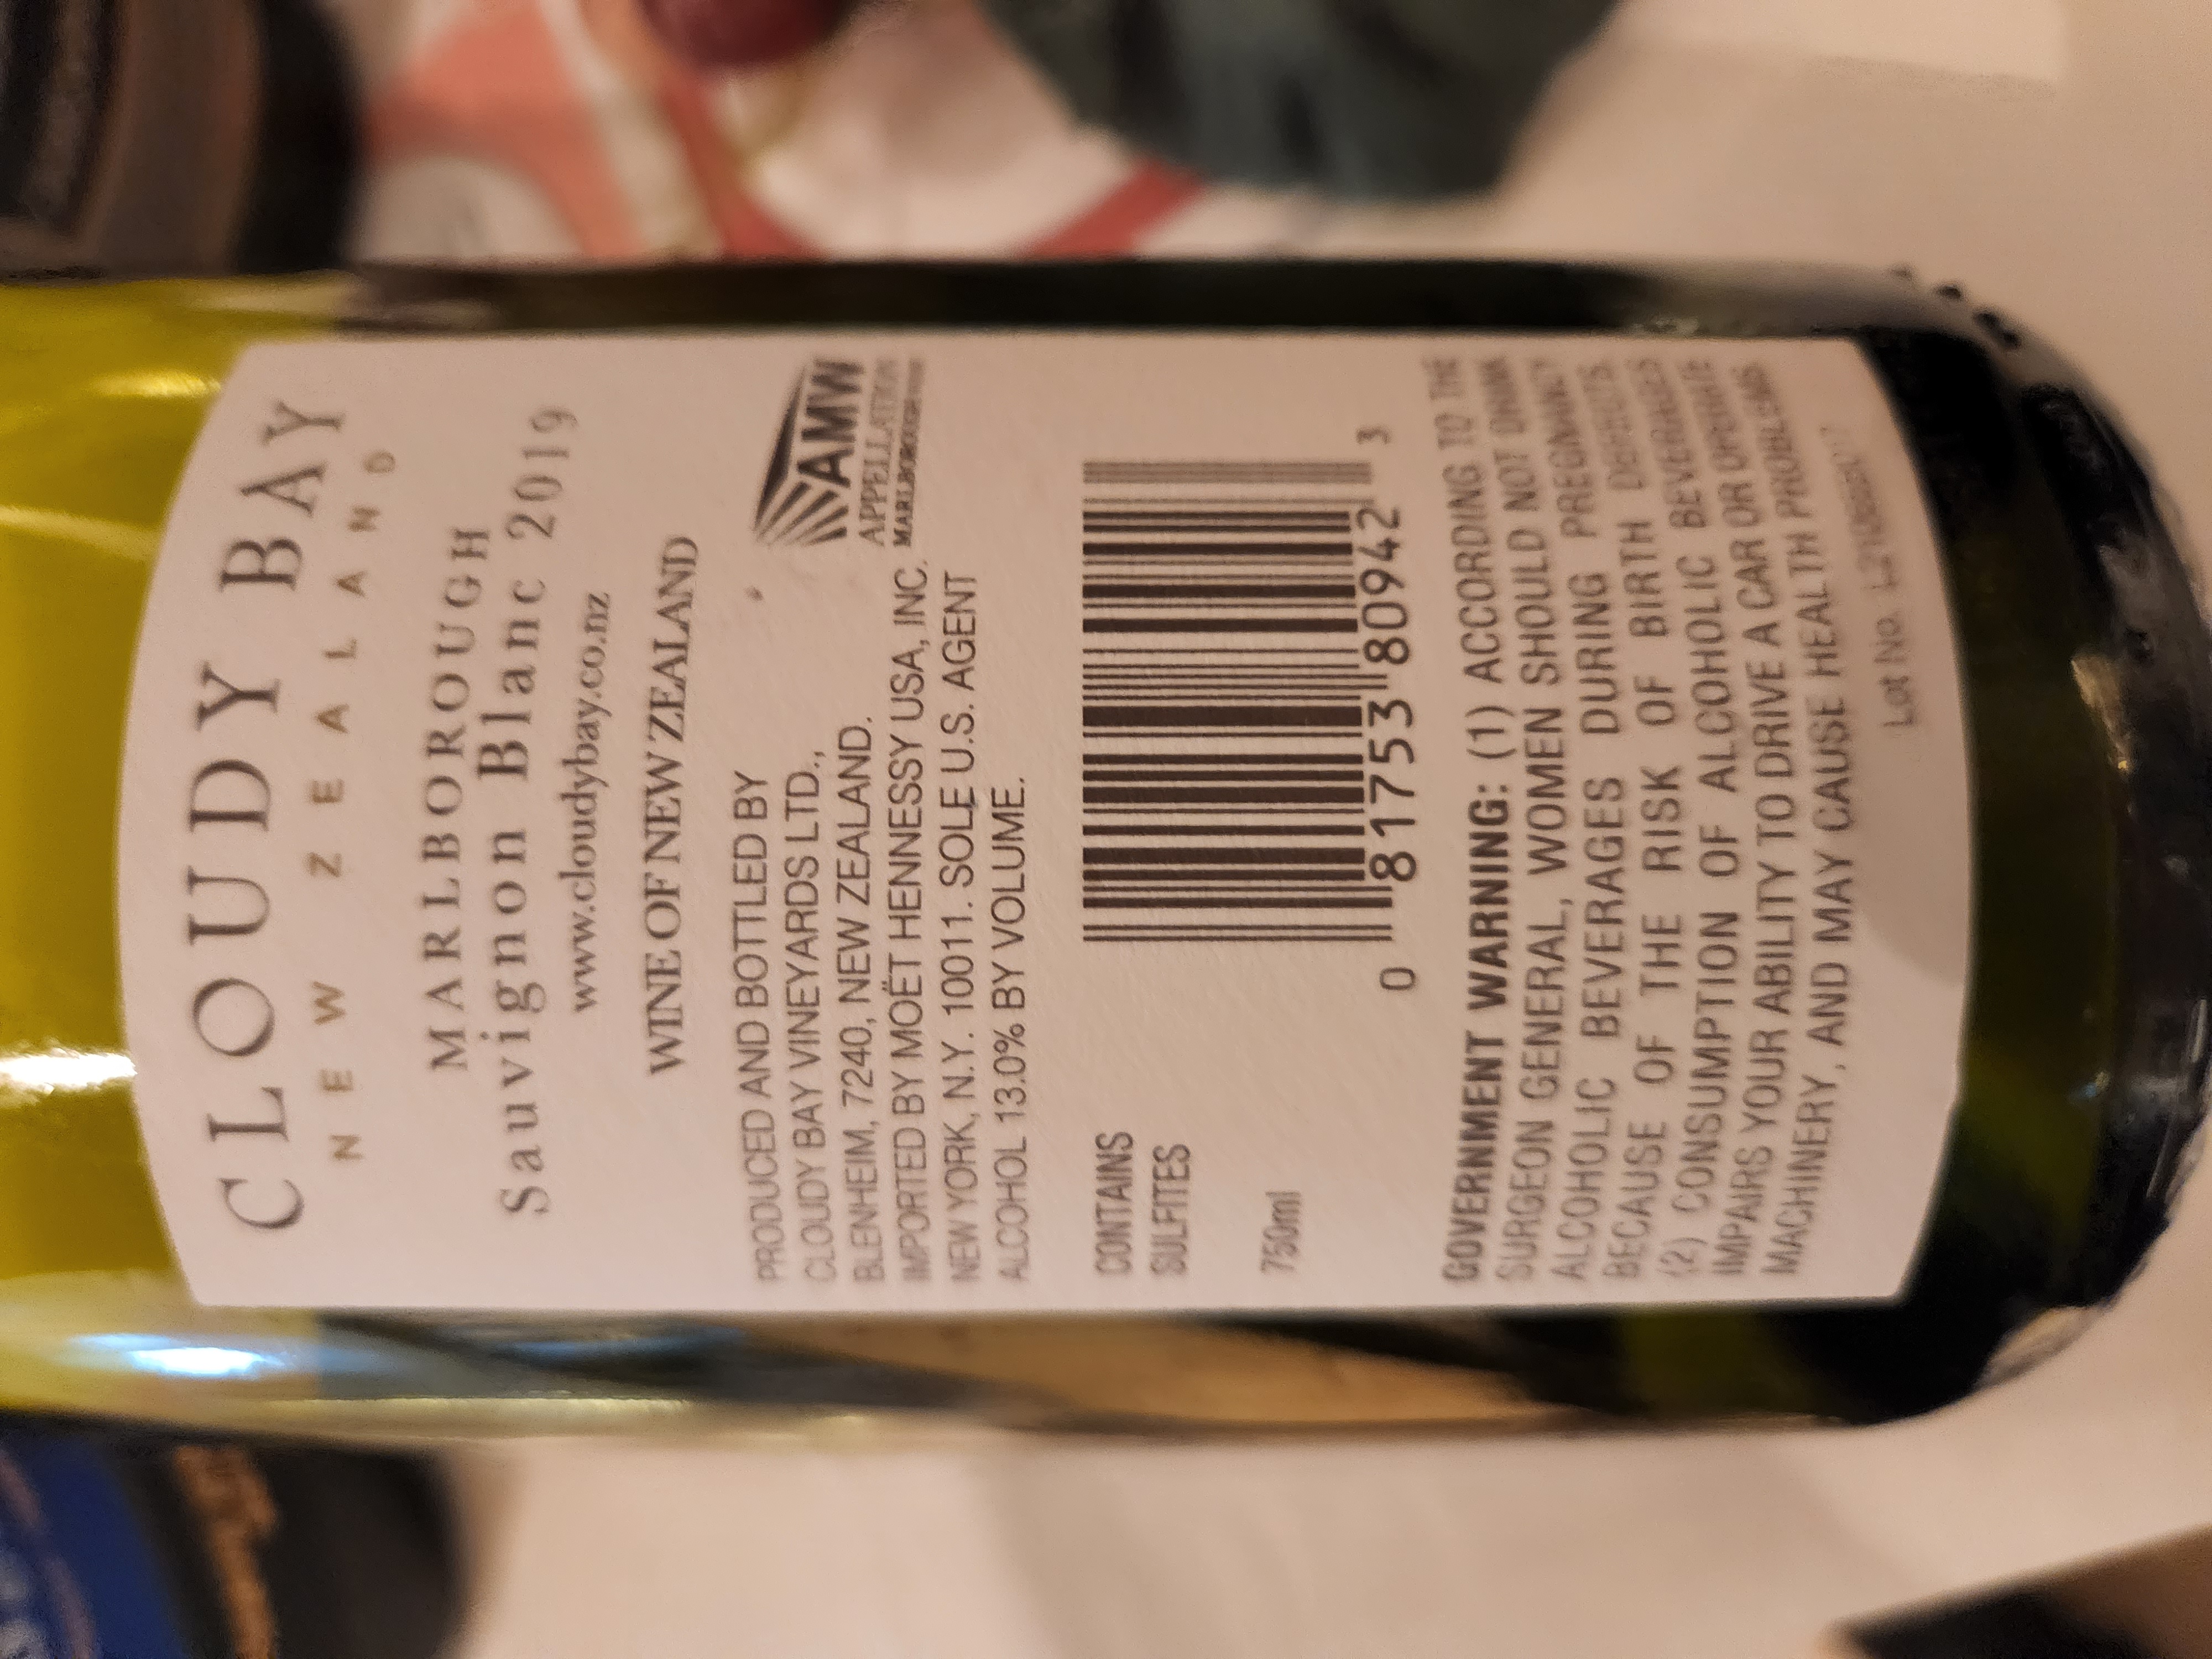 CLOUDY BAY
NEW ZEALAND
MARLBOROUGH
Sauvignon Blanc 2019
www.cloudybay.co.nz
WINE OF NEW ZEALAND
AMW
APPELLATION
MARLBOROUGH
PRODUCED AND BOTTLED BY
CLOUDY BAY VINEYARDS LTD.,
BLENHEIM, 7240, NEW ZEALAND.
IMPORTED BY MOËT HENNESSY USA, INC.
NEW YORK, N.Y. 10011. SOLE U.S. AGENT
ALCOHOL 13.0% BY VOLUME.
CONTAINS
SULFITES
750ml
0 81753 80942 3
GOVERNMENT WARNING: (1) ACCORDING TO THE
SURGEON GENERAL, WOMEN SHOULD NOT DRINK
ALCOHOLIC BEVERAGES DURING PREGNANCY
BECAUSE OF THE RISK OF BIRTH DEFECTS.
(2) CONSUMPTION OF ALCOHOLIC BEVERAGES
IMPAIRS YOUR ABILITY TO DRIVE A CAR OR OPERATE
MACHINERY, AND MAY CAUSE HEALTH PROBLEMS
Lot No.